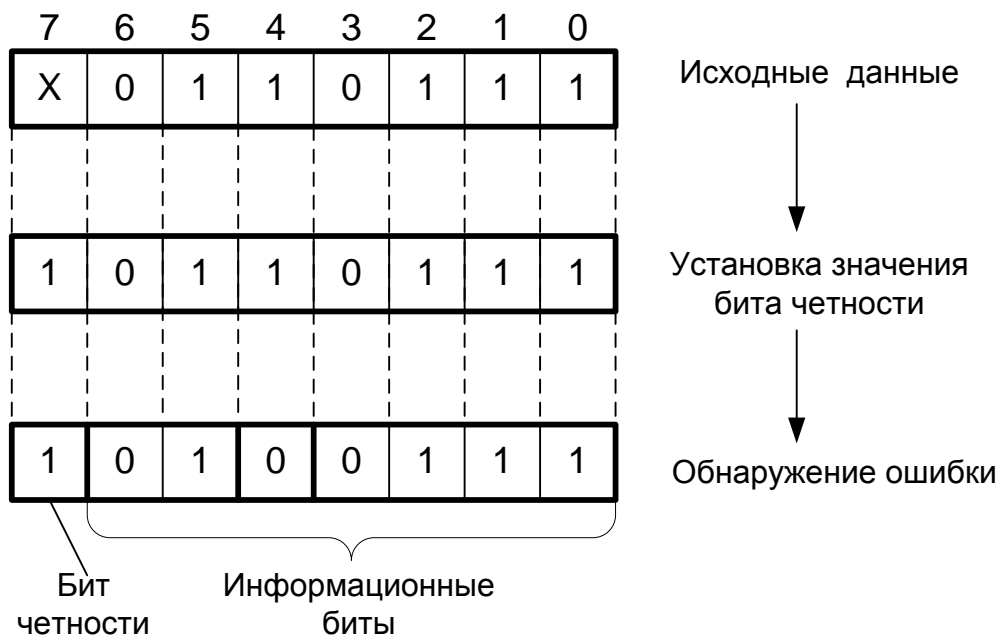 7 6 5 4 3 2 1 0
X 0 1 1 0 1 1 1
Исходные данные
1 0 1 1 0 1 1 1
Установка значения
бита четности
1 0 1 0 0 1 1 1
Обнаружение ошибки
Бит
четности
Информационные
биты